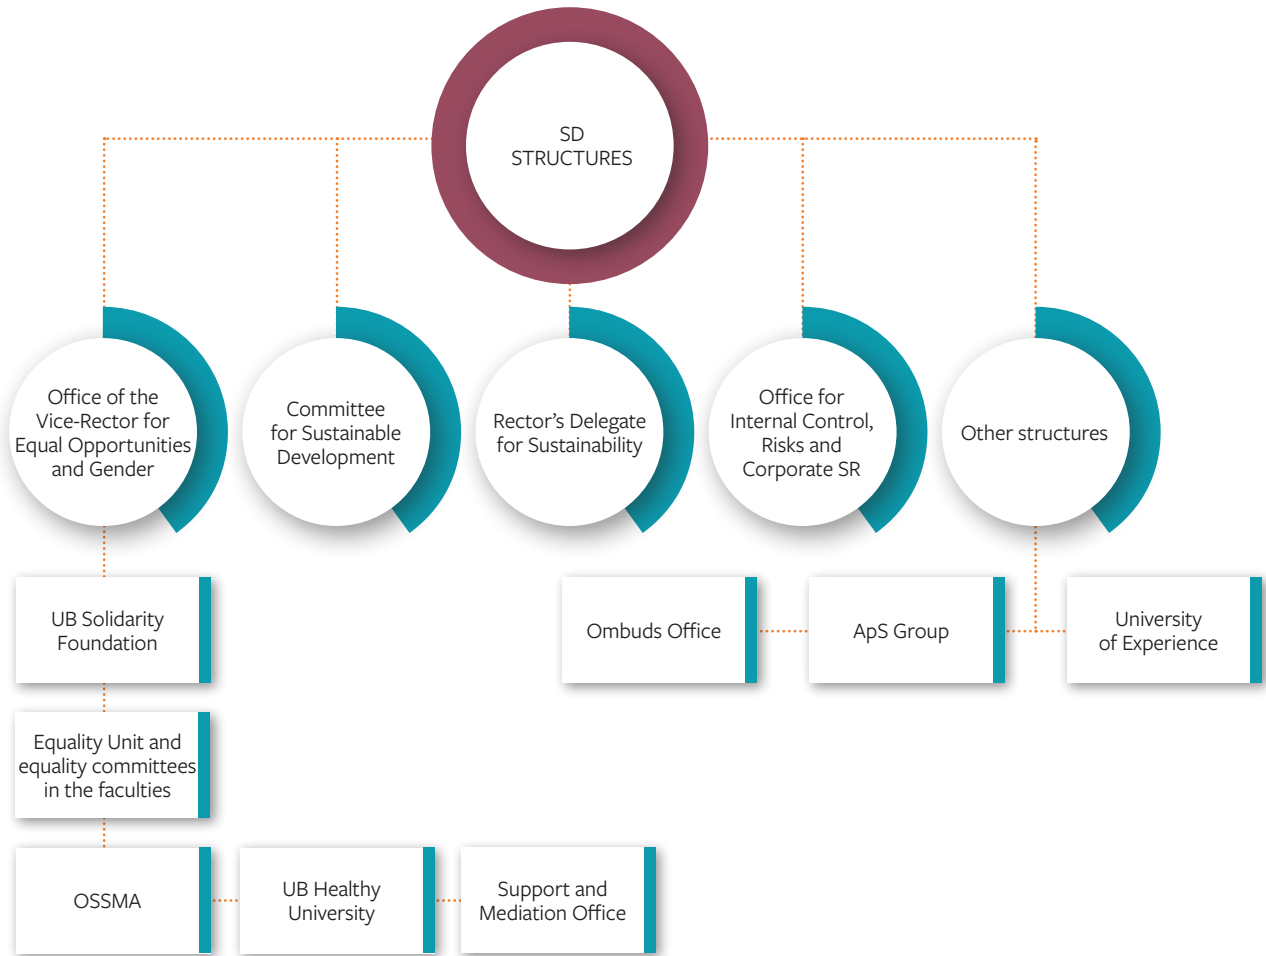 SD
STRUCTURES
Office of the
Vice-Rector for
Equal Opportunities
and Gender
Committee
for Sustainable
Development
Rector’s Delegate
for Sustainability
Office for
Internal Control,
Risks and
Corporate SR
Other structures
UB Solidarity
Foundation
Ombuds Office
ApS Group
University
of Experience
Equality Unit and
equality committees
in the faculties
OSSMA
UB Healthy
University
Support and
Mediation Office